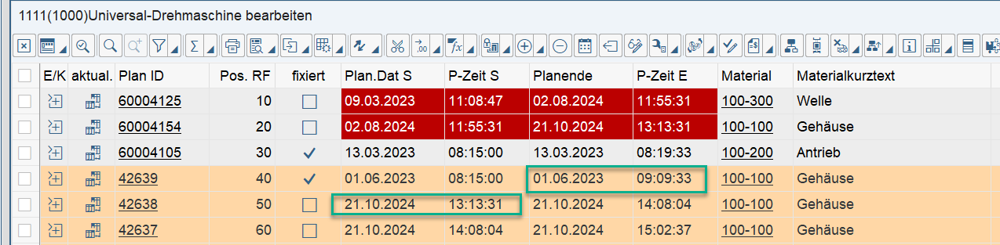 1111(1000)Universal-Drehmaschine bearbeiten
E/K aktual. Plan ID Pos. RF fixiert Plan.Dat S P-Zeit S Planende P-Zeit E Material Materialkurztext
60004125 10 09.03.2023 11:08:47 02.08.2024 11:55:31 100-300 Welle
60004154 20 02.08.2024 11:55:31 21.10.2024 13:13:31 100-100 Gehäuse
60004105 30 13.03.2023 08:15:00 13.03.2023 08:19:33 100-200 Antrieb
42639 40 01.06.2023 08:15:00 01.06.2023 09:09:33 100-100 Gehäuse
42638 50 21.10.2024 13:13:31 21.10.2024 14:08:04 100-100 Gehäuse
42637 60 21.10.2024 14:08:04 21.10.2024 15:02:37 100-100 Gehäuse